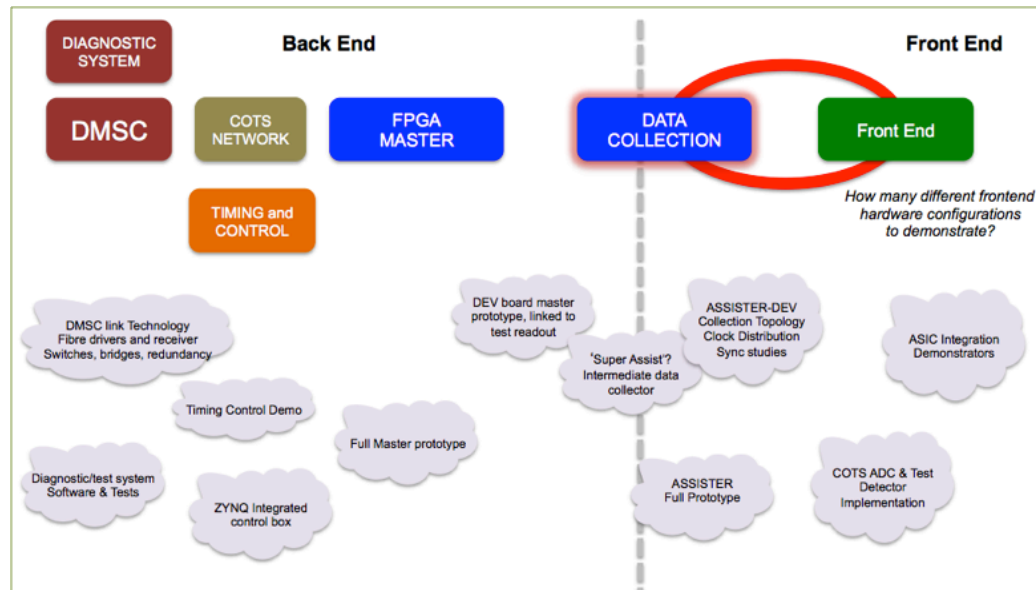 DIAGNOSTIC
SYSTEM
Back End
Front End
DMSC
COTS
NETWORK
FPGA
MASTER
DATA
COLLECTION
Front End
TIMING and
CONTROL
How many different frontend
hardware configurations
to demonstrate?
DMSC link Technology
Fibre drivers and receiver
Switches, bridges, redundancy
DEV board master
prototype, linked to
test readout
'Super Assist'?
Intermediate data
collector
ASSISTER-DEV
Collection Topology
Clock Distribution
Sync studies
ASIC Integration
Demonstrators
Timing Control Demo
Full Master prototype
Diagnostic/test system
Software & Tests
ZYNQ Integrated
control box
ASSISTER
Full Prototype
COTS ADC & Test
Detector
Implementation